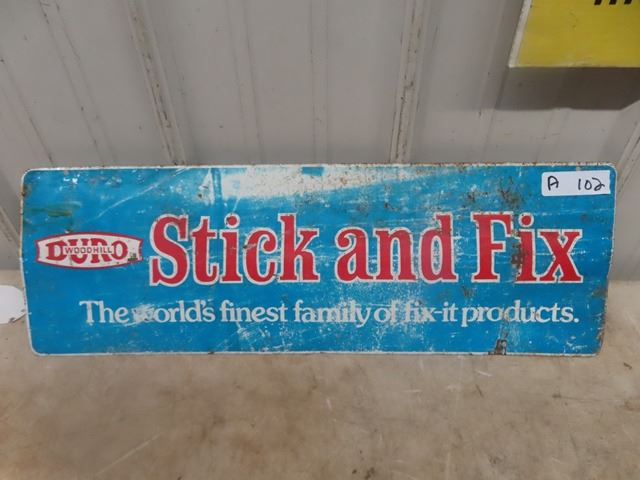 A 102
DURO
WOODHILL
Stick and Fix
The world's finest family of fix-it products.